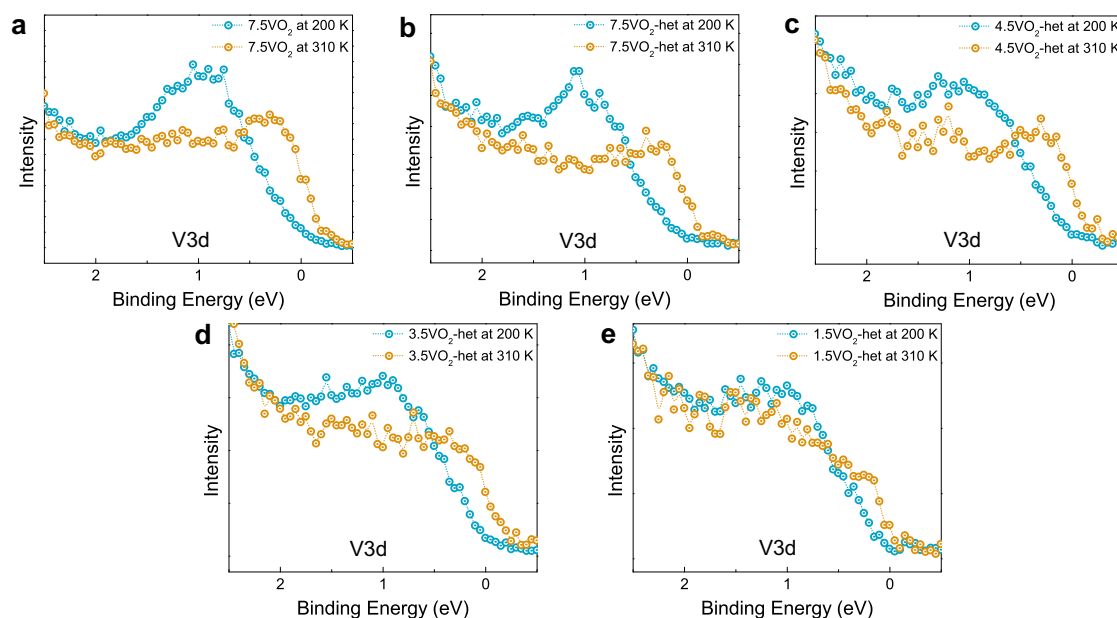 a
7.5VO₂ at 200 K
7.5VO₂ at 310 K
Intensity
V3d
2
1
0
Binding Energy (eV)
b
7.5VO₂-het at 200 K
7.5VO₂-het at 310 K
Intensity
V3d
2
1
0
Binding Energy (eV)
c
4.5VO₂-het at 200 K
4.5VO₂-het at 310 K
Intensity
V3d
2
1
0
Binding Energy (eV)
d
3.5VO₂-het at 200 K
3.5VO₂-het at 310 K
Intensity
V3d
2
1
0
Binding Energy (eV)
e
1.5VO₂-het at 200 K
1.5VO₂-het at 310 K
Intensity
V3d
2
1
0
Binding Energy (eV)